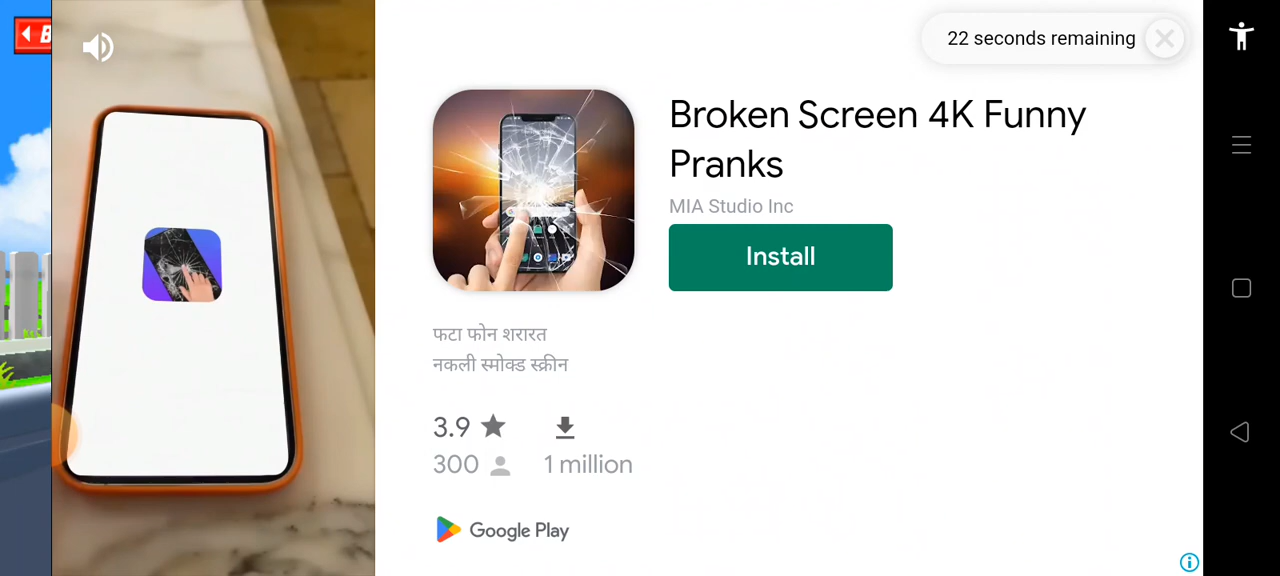 22 seconds remaining
Broken Screen 4K Funny
Pranks
MIA Studio Inc
Install
फटा फोन शरारत
नकली स्मोक्ड स्क्रीन
3.9
300 1 million
Google Play